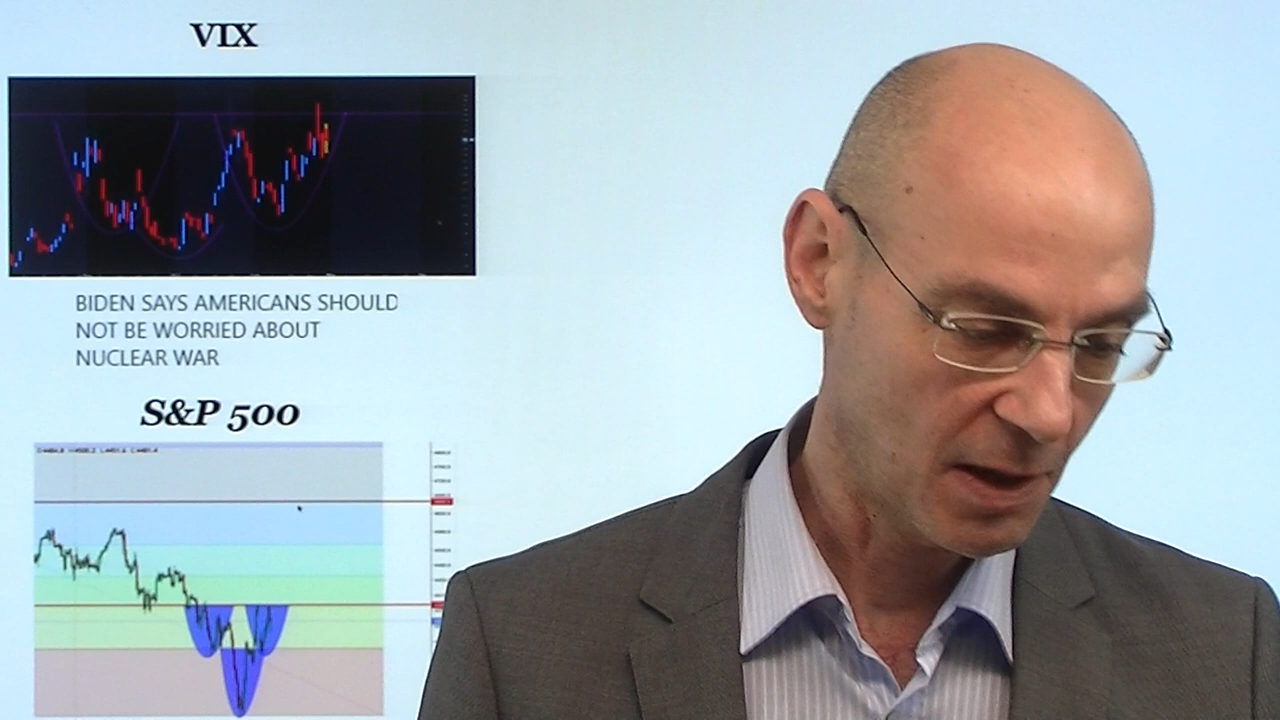 VIX
BIDEN SAYS AMERICANS SHOULD
NOT BE WORRIED ABOUT
NUCLEAR WAR
S&P 500